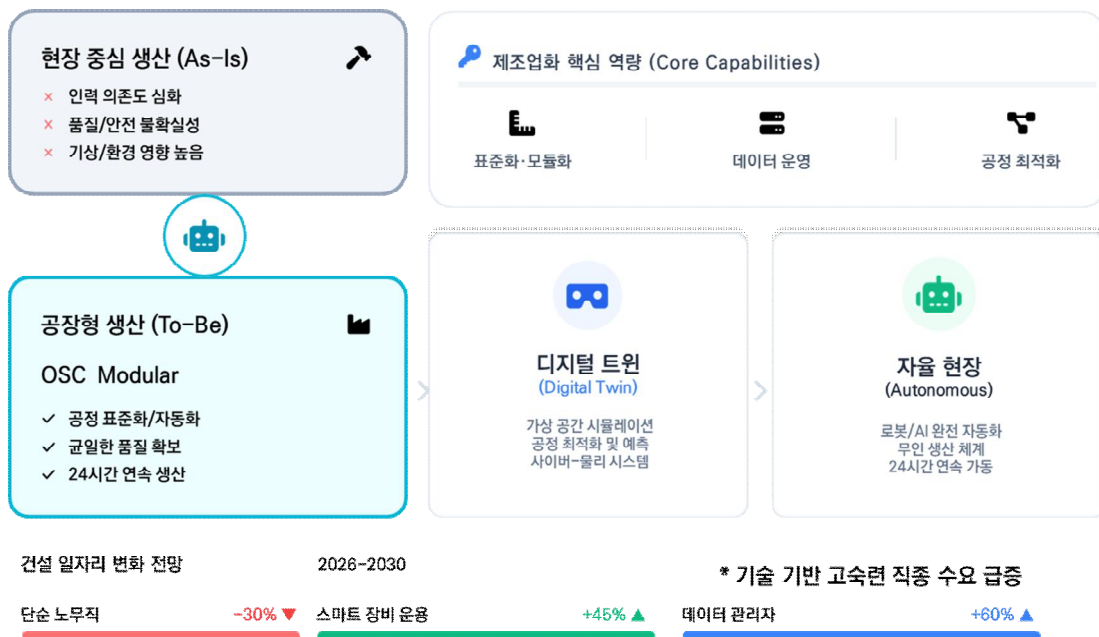 현장 중심 생산 (As-Is)
× 인력 의존도 심화
× 품질/안전 불확실성
× 기상/환경 영향 높음
제조업화 핵심 역량 (Core Capabilities)
표준화·모듈화
데이터 운영
공정 최적화
공장형 생산 (To-Be)
OSC Modular
✓ 공정 표준화/자동화
✓ 균일한 품질 확보
✓ 24시간 연속 생산
디지털 트윈
(Digital Twin)
가상 공간 시뮬레이션
공정 최적화 및 예측
사이버-물리 시스템
자율 현장
(Autonomous)
로봇/AI 완전 자동화
무인 생산 체계
24시간 연속 가동
건설 일자리 변화 전망 2026-2030
* 기술 기반 고숙련 직종 수요 급증
단순 노무직 -30% ▼
스마트 장비 운용 +45% ▲
데이터 관리자 +60% ▲